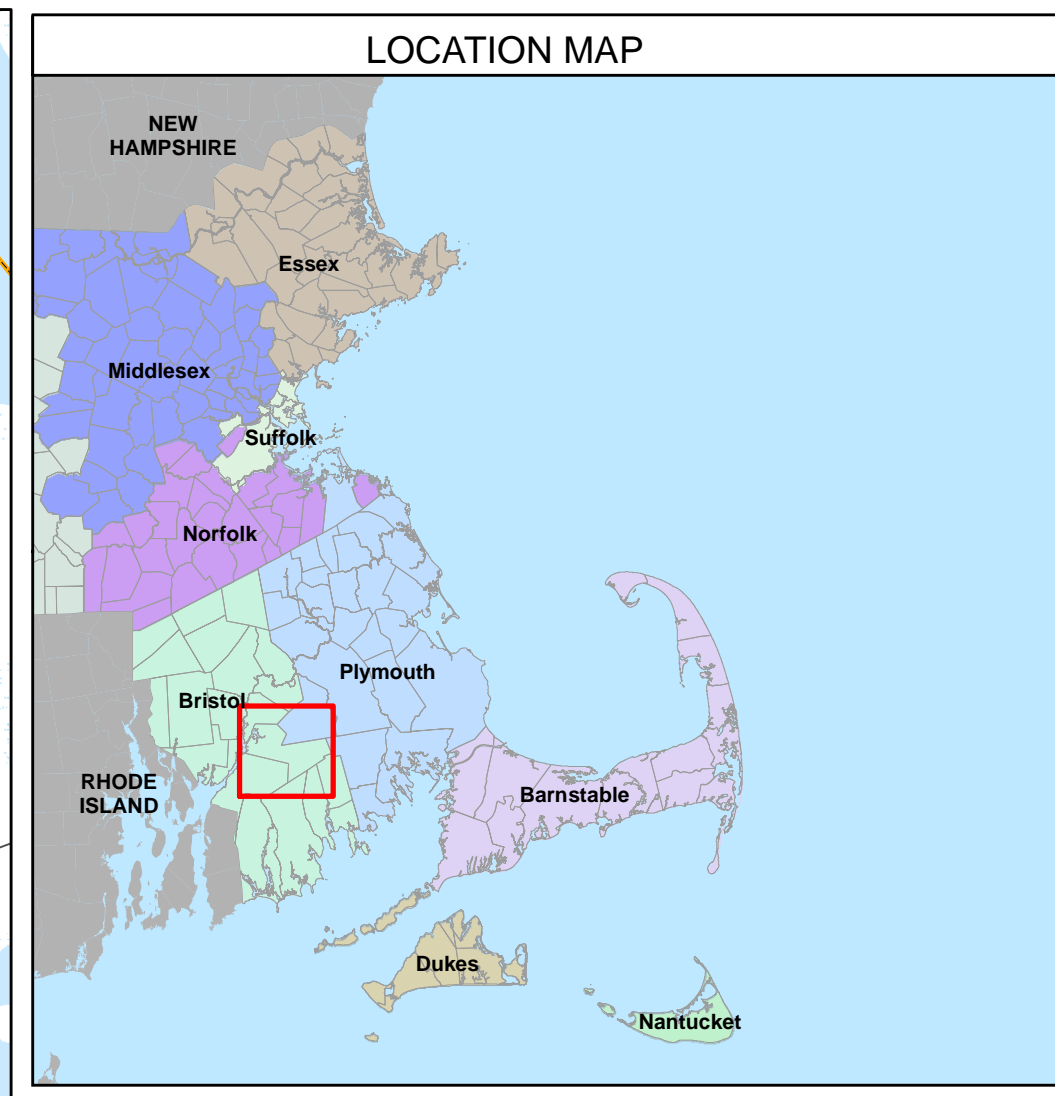 LOCATION MAP
NEW
HAMPSHIRE
Essex
Middlesex
Suffolk
Norfolk
Plymouth
Bristol
RHODE
ISLAND
Barnstable
Dukes
Nantucket